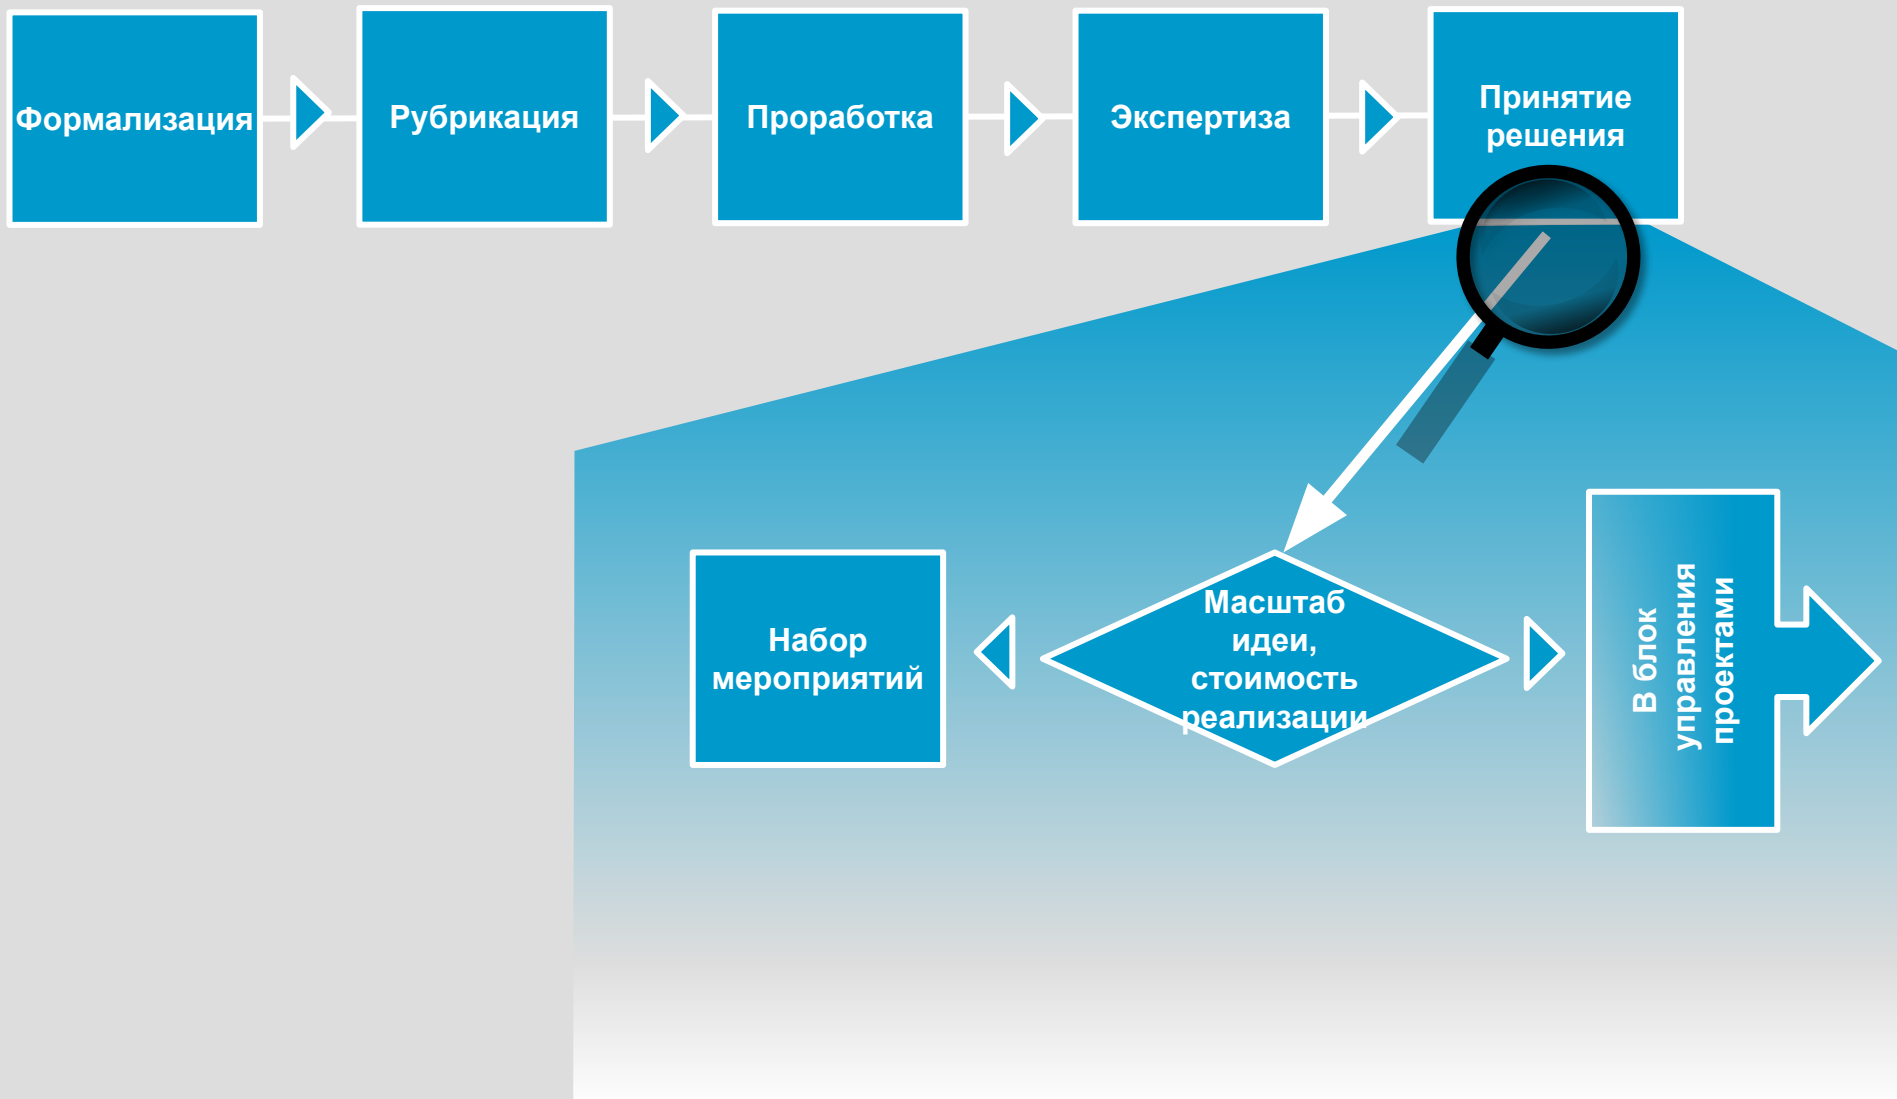 Формализация
Рубрикация
Проработка
Экспертиза
Принятие
решения
Набор
мероприятий
Масштаб
идеи,
стоимость
реализации
В блок
управления
проектами